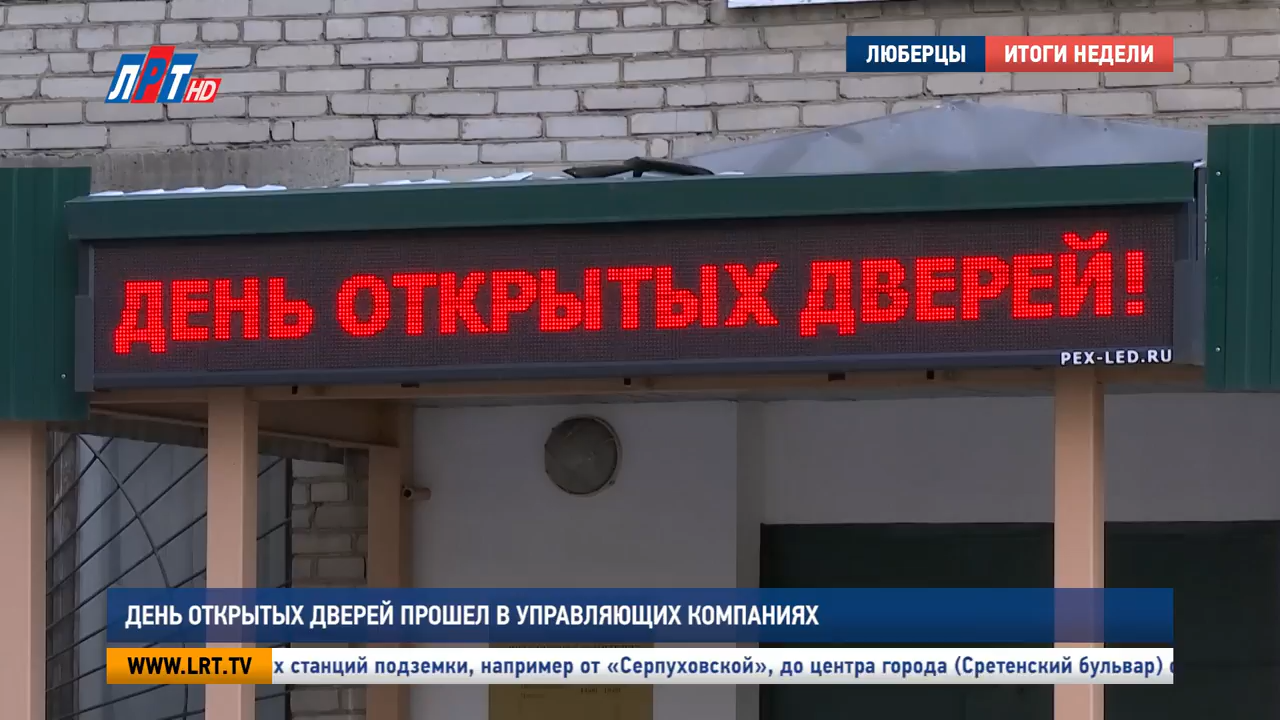 ЛРТ HD
ЛЮБЕРЦЫ ИТОГИ НЕДЕЛИ
ДЕНЬ ОТКРЫТЫХ ДВЕРЕЙ!
PEX-LED.RU
ДЕНЬ ОТКРЫТЫХ ДВЕРЕЙ ПРОШЕЛ В УПРАВЛЯЮЩИХ КОМПАНИЯХ
WWW.LRT.TV х станций подземки, например от «Серпуховской», до центра города (Сретенский бульвар)